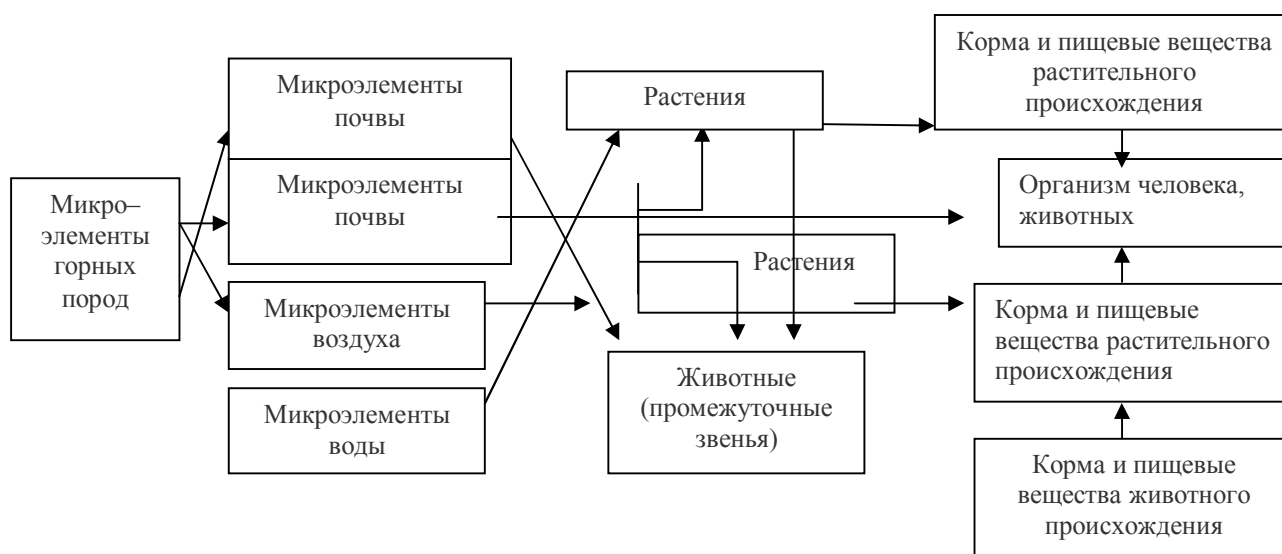 Микро–
элементы
горных
пород
Микроэлементы
почвы
Микроэлементы
почвы
Микроэлементы
воздуха
Микроэлементы
воды
Растения
Растения
Животные
(промежуточные
звенья)
Корма и пищевые вещества
растительного
происхождения
Организм человека,
животных
Корма и пищевые
вещества растительного
происхождения
Корма и пищевые
вещества животного
происхождения